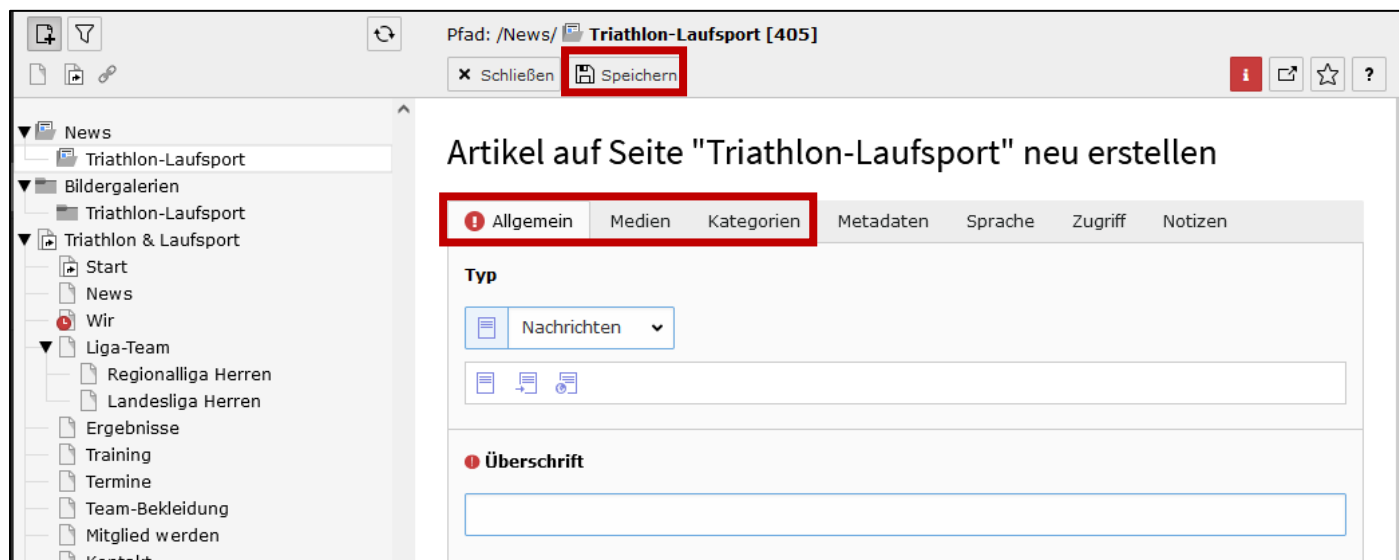 Pfad: /News/ Triathlon-Laufsport [405]
Schließen Speichern
i ?
News
Triathlon-Laufsport
Bildergalerien
Triathlon-Laufsport
Triathlon & Laufsport
Start
News
Wir
Liga-Team
Regionalliga Herren
Landesliga Herren
Ergebnisse
Training
Termine
Team-Bekleidung
Mitglied werden
Kontakt
Artikel auf Seite "Triathlon-Laufsport" neu erstellen
Allgemein Medien Kategorien Metadaten Sprache Zugriff Notizen
Typ
Nachrichten
Überschrift